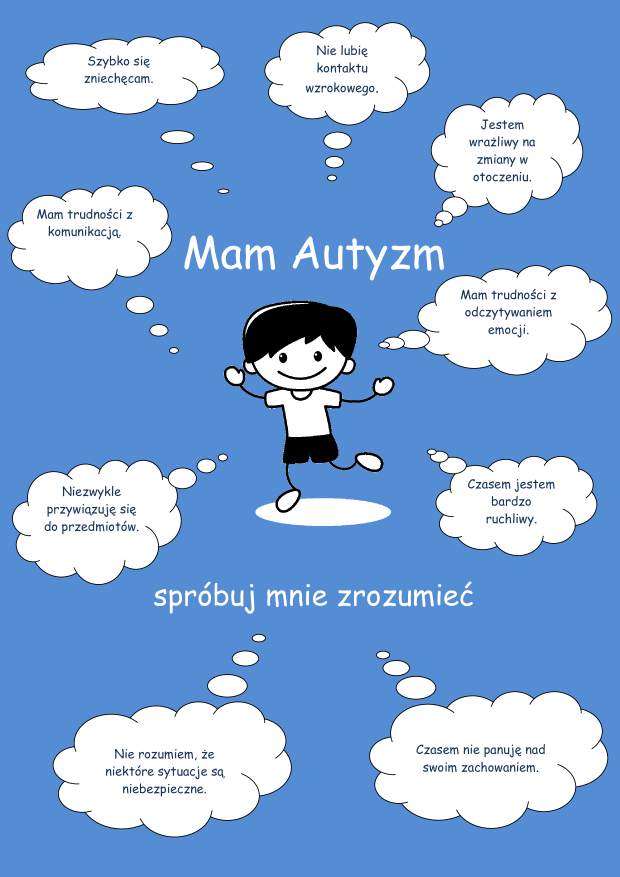 Szybko się
zniechęcam.
Nie lubię
kontaktu
wzrokowego.
Jestem
wrażliwy na
zmiany w
otoczeniu.
Mam trudności z
komunikacją.
Mam Autyzm
Mam trudności z
odczytywaniem
emocji.
Niezwykle
przywiązuję się
do przedmiotów.
Czasem jestem
bardzo
ruchliwy.
spróbuj mnie zrozumieć
Nie rozumiem, że
niektóre sytuacje są
niebezpieczne.
Czasem nie panuję nad
swoim zachowaniem.